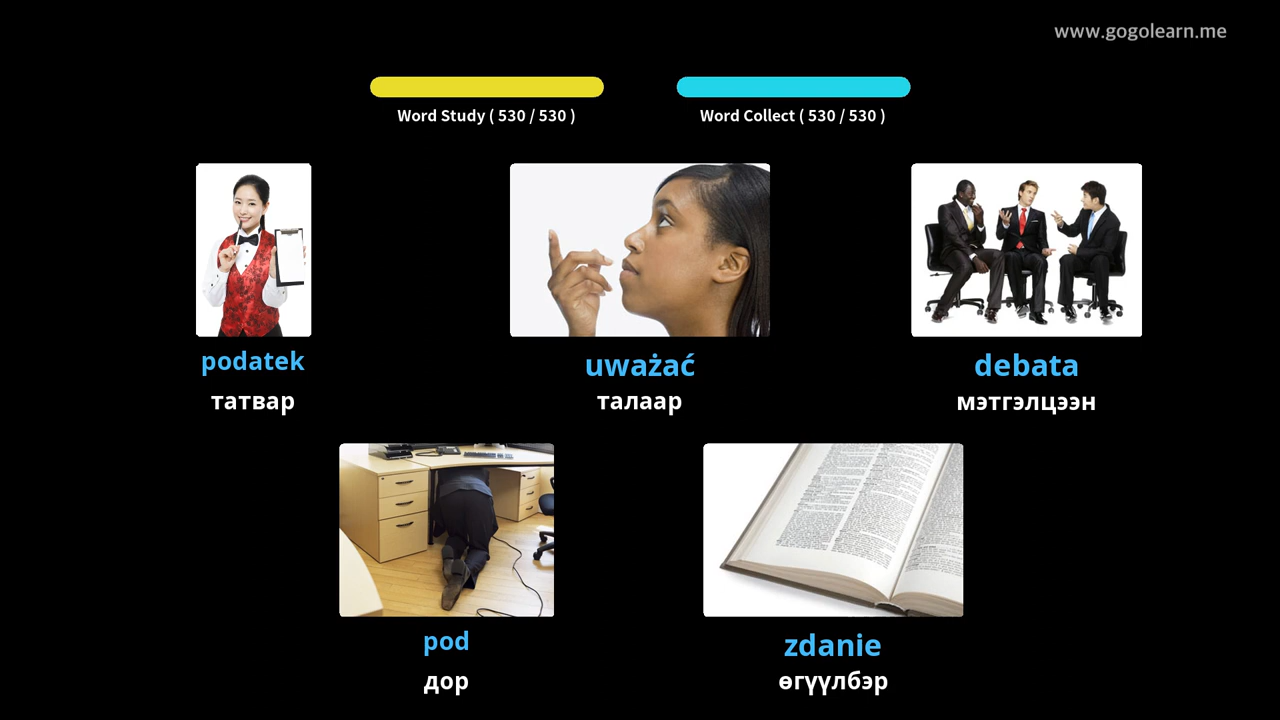 www.gogolearn.me
Word Study ( 530 / 530 )
Word Collect ( 530 / 530 )
podatek
татвар
uważać
талаар
debata
мэтгэлцээн
pod
дор
zdanie
өгүүлбэр